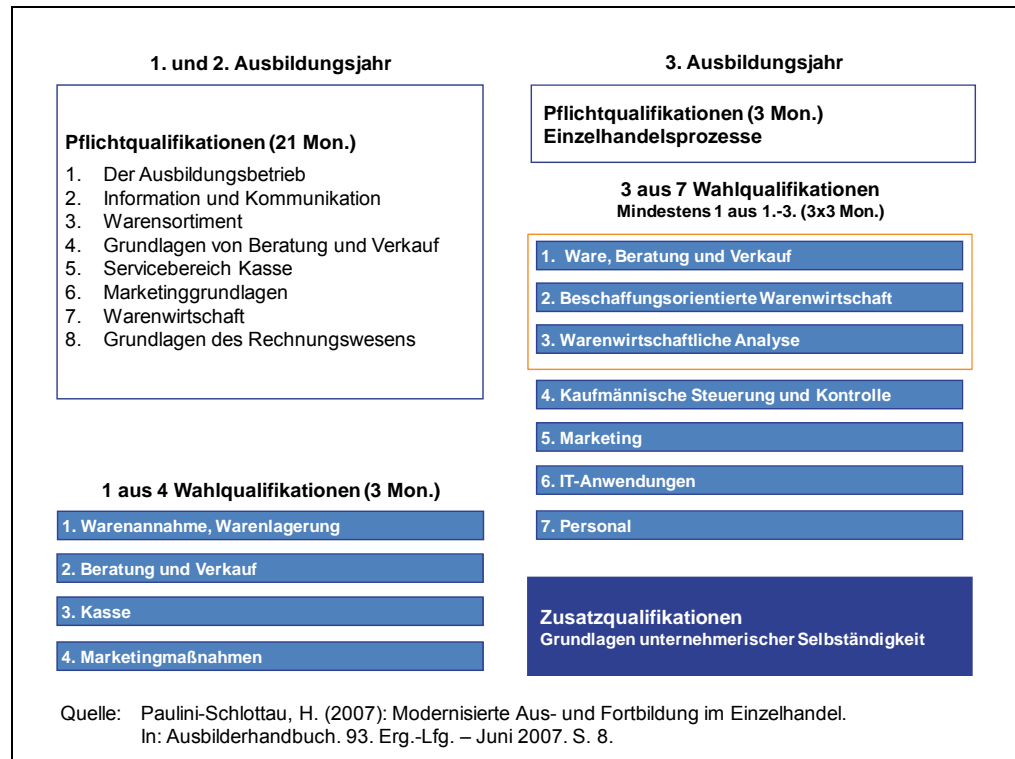 1. und 2. Ausbildungsjahr
Pflichtqualifikationen (21 Mon.)
1. Der Ausbildungsbetrieb
2. Information und Kommunikation
3. Warensortiment
4. Grundlagen von Beratung und Verkauf
5. Servicebereich Kasse
6. Marketinggrundlagen
7. Warenwirtschaft
8. Grundlagen des Rechnungswesens
1 aus 4 Wahlqualifikationen (3 Mon.)
1. Warenannahme, Warenlagerung
2. Beratung und Verkauf
3. Kasse
4. Marketingmaßnahmen
3. Ausbildungsjahr
Pflichtqualifikationen (3 Mon.)
Einzelhandelsprozesse
3 aus 7 Wahlqualifikationen
Mindestens 1 aus 1.-3. (3x3 Mon.)
1. Ware, Beratung und Verkauf
2. Beschaffungsorientierte Warenwirtschaft
3. Warenwirtschaftliche Analyse
4. Kaufmännische Steuerung und Kontrolle
5. Marketing
6. IT-Anwendungen
7. Personal
Zusatzqualifikationen
Grundlagen unternehmerischer Selbständigkeit
Quelle: Paulini-Schlottau, H. (2007): Modernisierte Aus- und Fortbildung im Einzelhandel.
In: Ausbilderhandbuch. 93. Erg.-Lfg. – Juni 2007. S. 8.